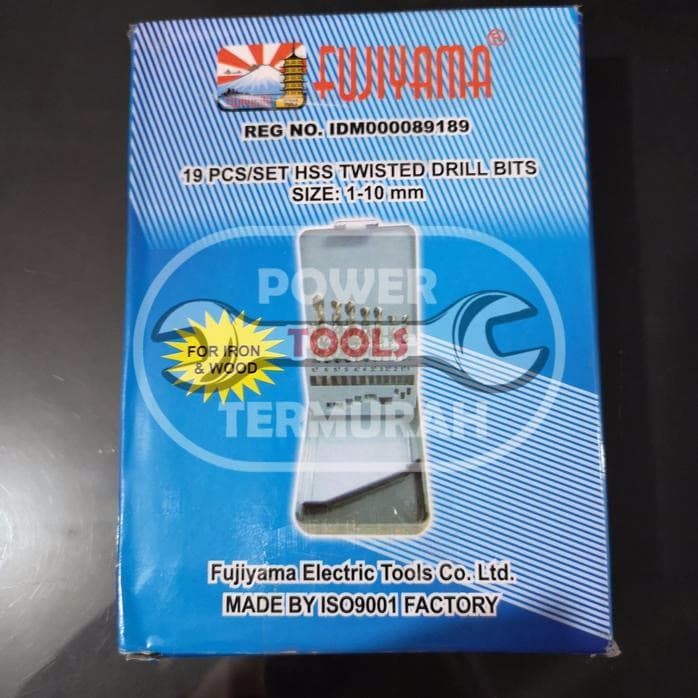 FUJIYAMA®
REG NO. IDM000089189
19 PCS/SET HSS TWISTED DRILL BITS
SIZE: 1-10 mm
POWER
TOOLS
TERMURAH
FOR IRON
& WOOD
Fujiyama Electric Tools Co. Ltd.
MADE BY ISO9001 FACTORY